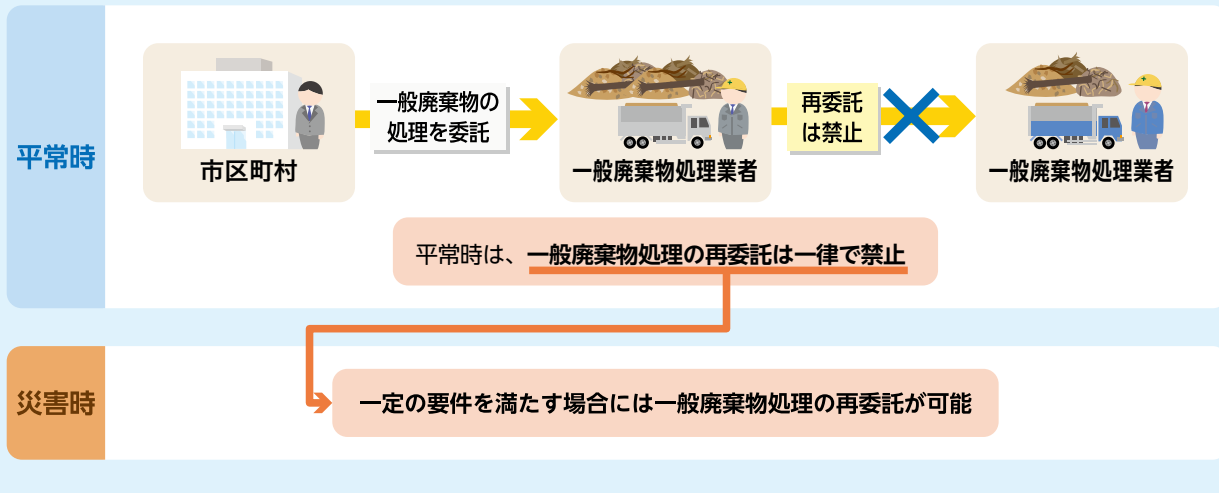 平常時
一般廃棄物の
処理を委託
再委託
は禁止
市区町村
一般廃棄物処理業者
一般廃棄物処理業者
平常時は、一般廃棄物処理の再委託は一律で禁止
災害時
一定の要件を満たす場合には一般廃棄物処理の再委託が可能